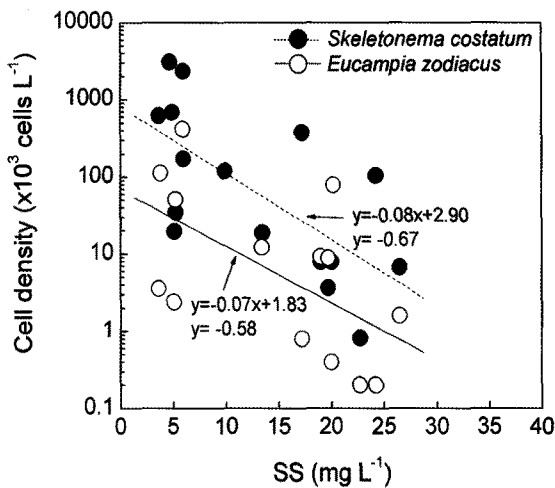 Skeletonema costatum
Eucampia zodiacus
Cell density (x10³ cells L⁻¹)
10000
1000
100
10
1
0.1
y=-0.08x+2.90
y= -0.67
y=-0.07x+1.83
y= -0.58
0 5 10 15 20 25 30 35 40
SS (mg L⁻¹)